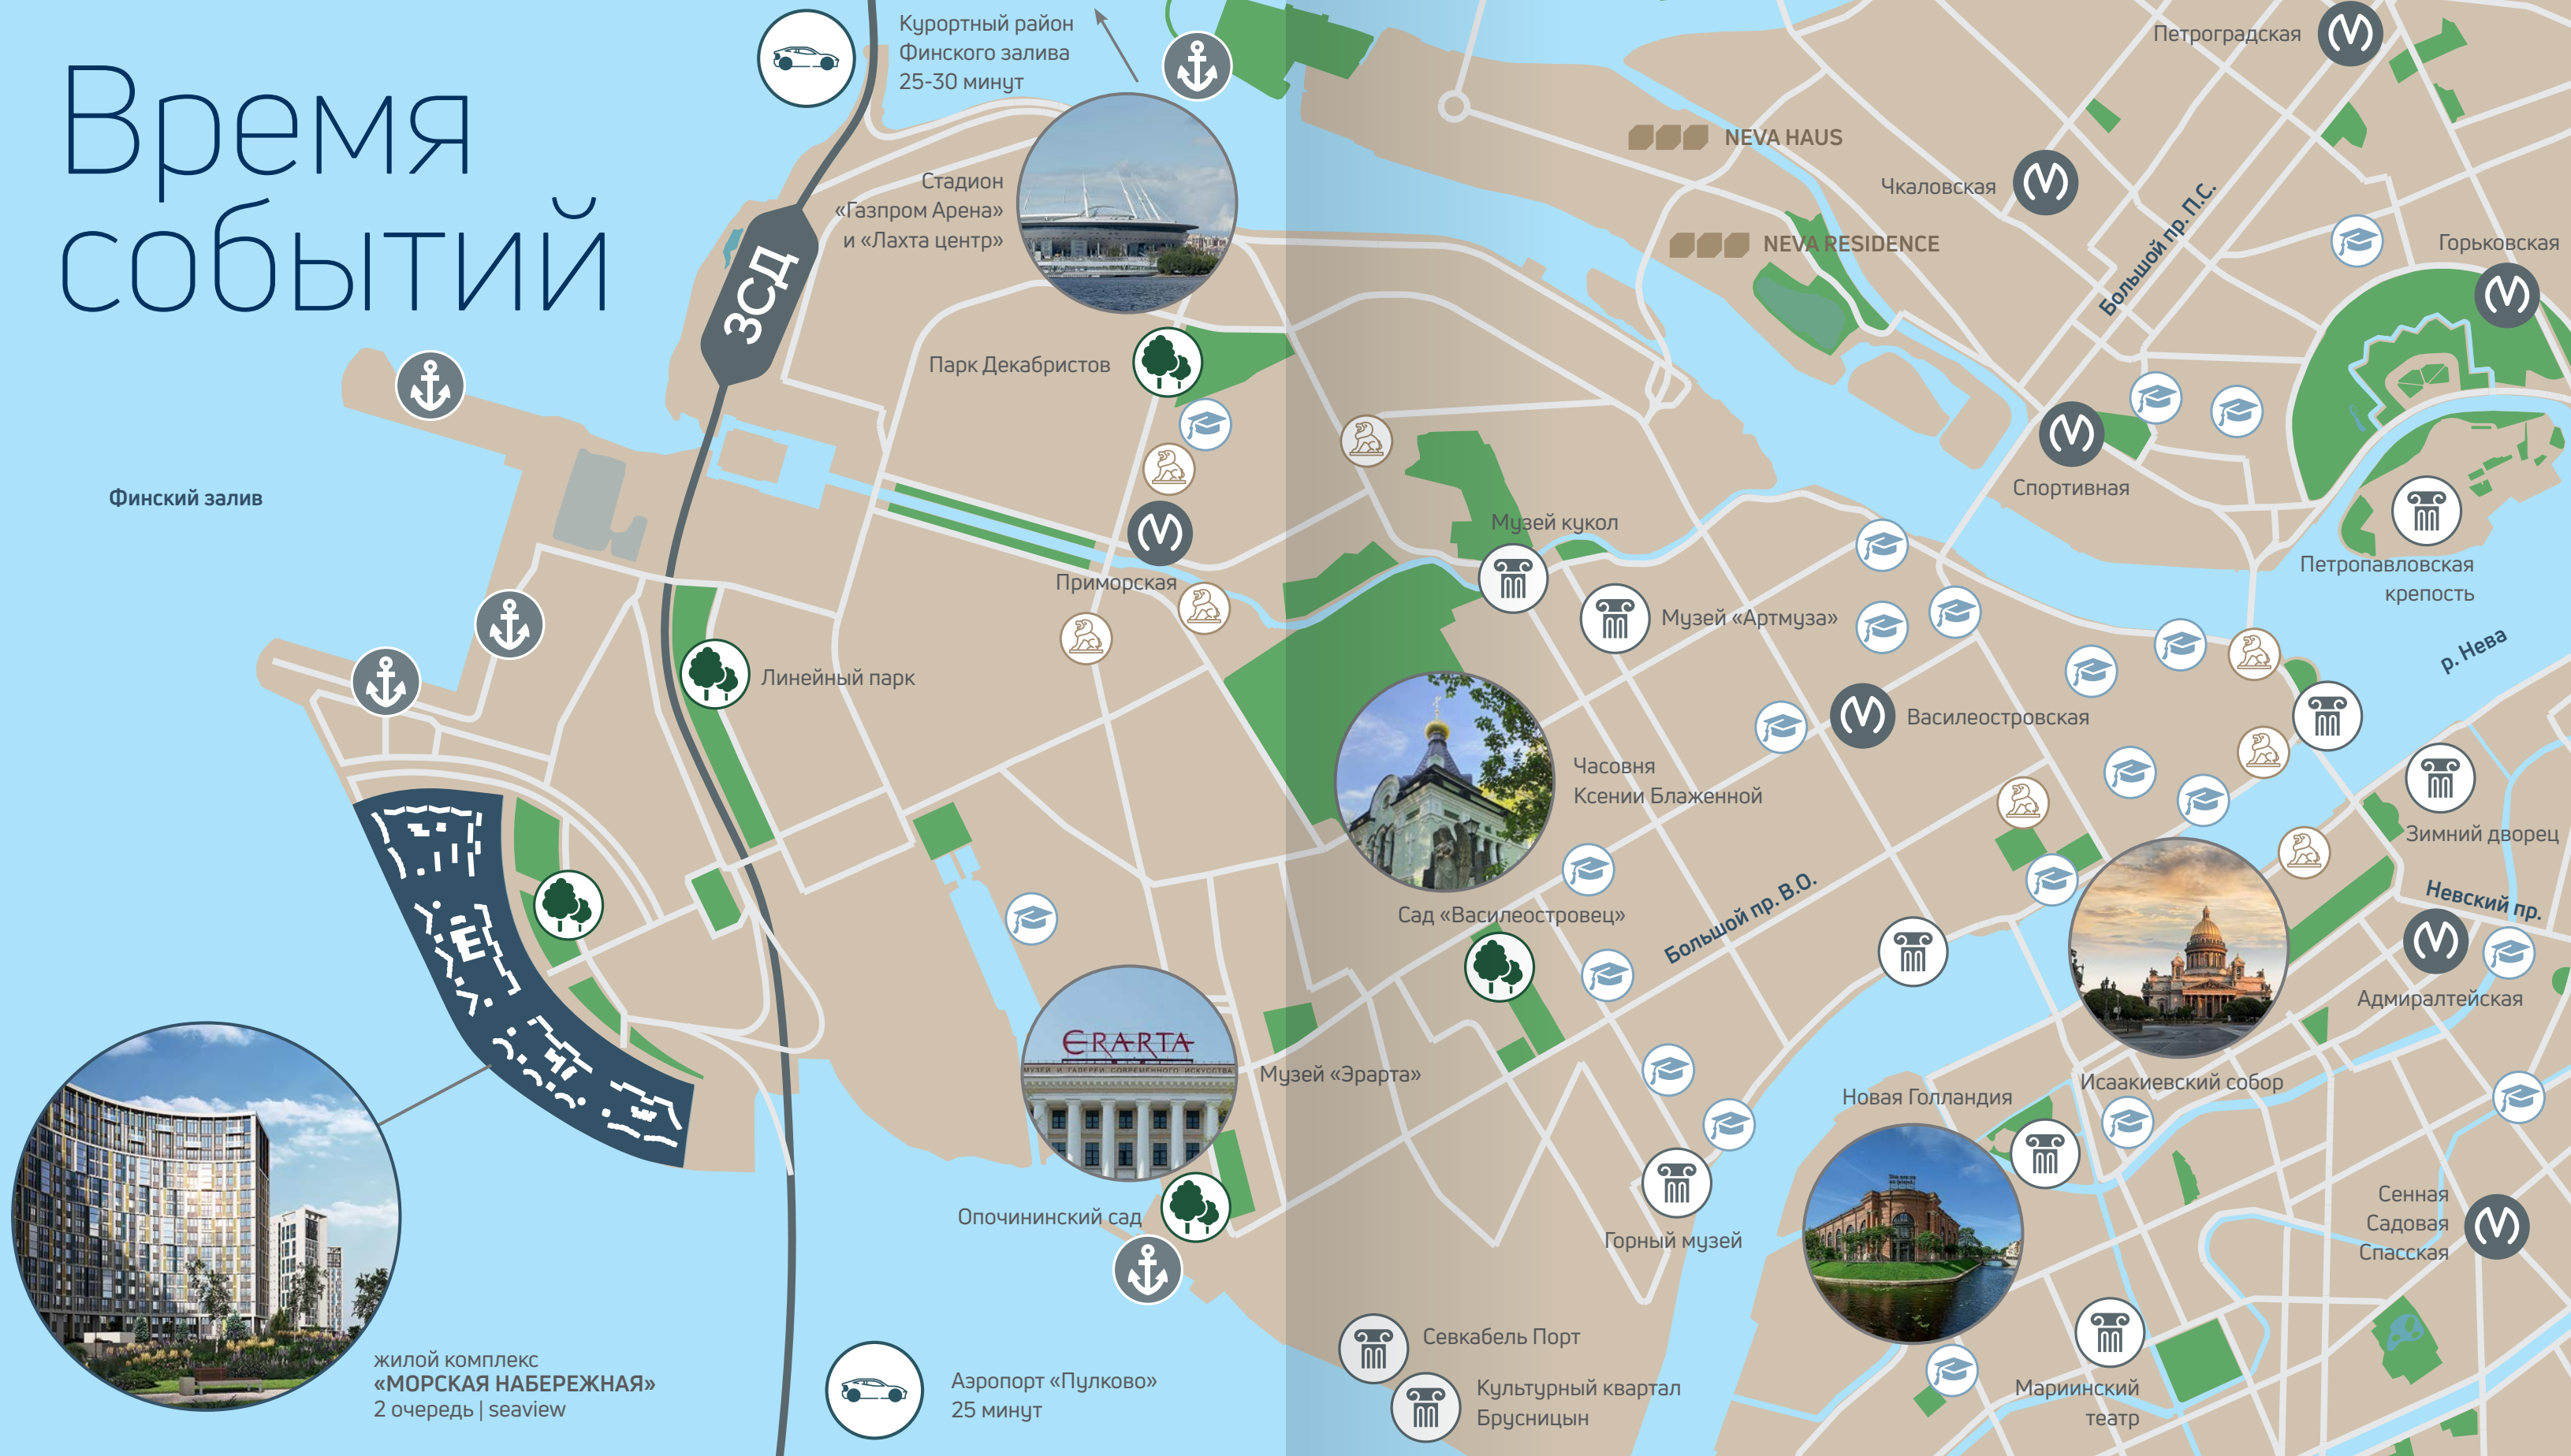 Время
событий
Курортный район
Финского залива
25-30 минут
Стадион
«Газпром Арена»
и «Лахта центр»
ЗСД
Парк Декабристов
Финский залив
Приморская
Линейный парк
NEVA HAUS
NEVA RESIDENCE
Петроградская
Чкаловская
Большой пр. П.С.
Горьковская
Спортивная
Петропавловская
крепость
р. Нева
Музей кукол
Музей «Артмуза»
Василеостровская
Часовня
Ксении Блаженной
Сад «Василеостровец»
Большой пр. В.О.
Зимний дворец
Невский пр.
Адмиралтейская
Исаакиевский собор
ERARTA
МУЗЕЙ И ГАЛЕРЕИ СОВРЕМЕННОГО ИСКУССТВА
Музей «Эрарта»
Новая Голландия
Опочининский сад
Горный музей
Сенная
Садовая
Спасская
Севкабель Порт
Культурный квартал
Брусницын
Мариинский
театр
жилой комплекс
«МОРСКАЯ НАБЕРЕЖНАЯ»
2 очередь | seaview
Аэропорт «Пулково»
25 минут